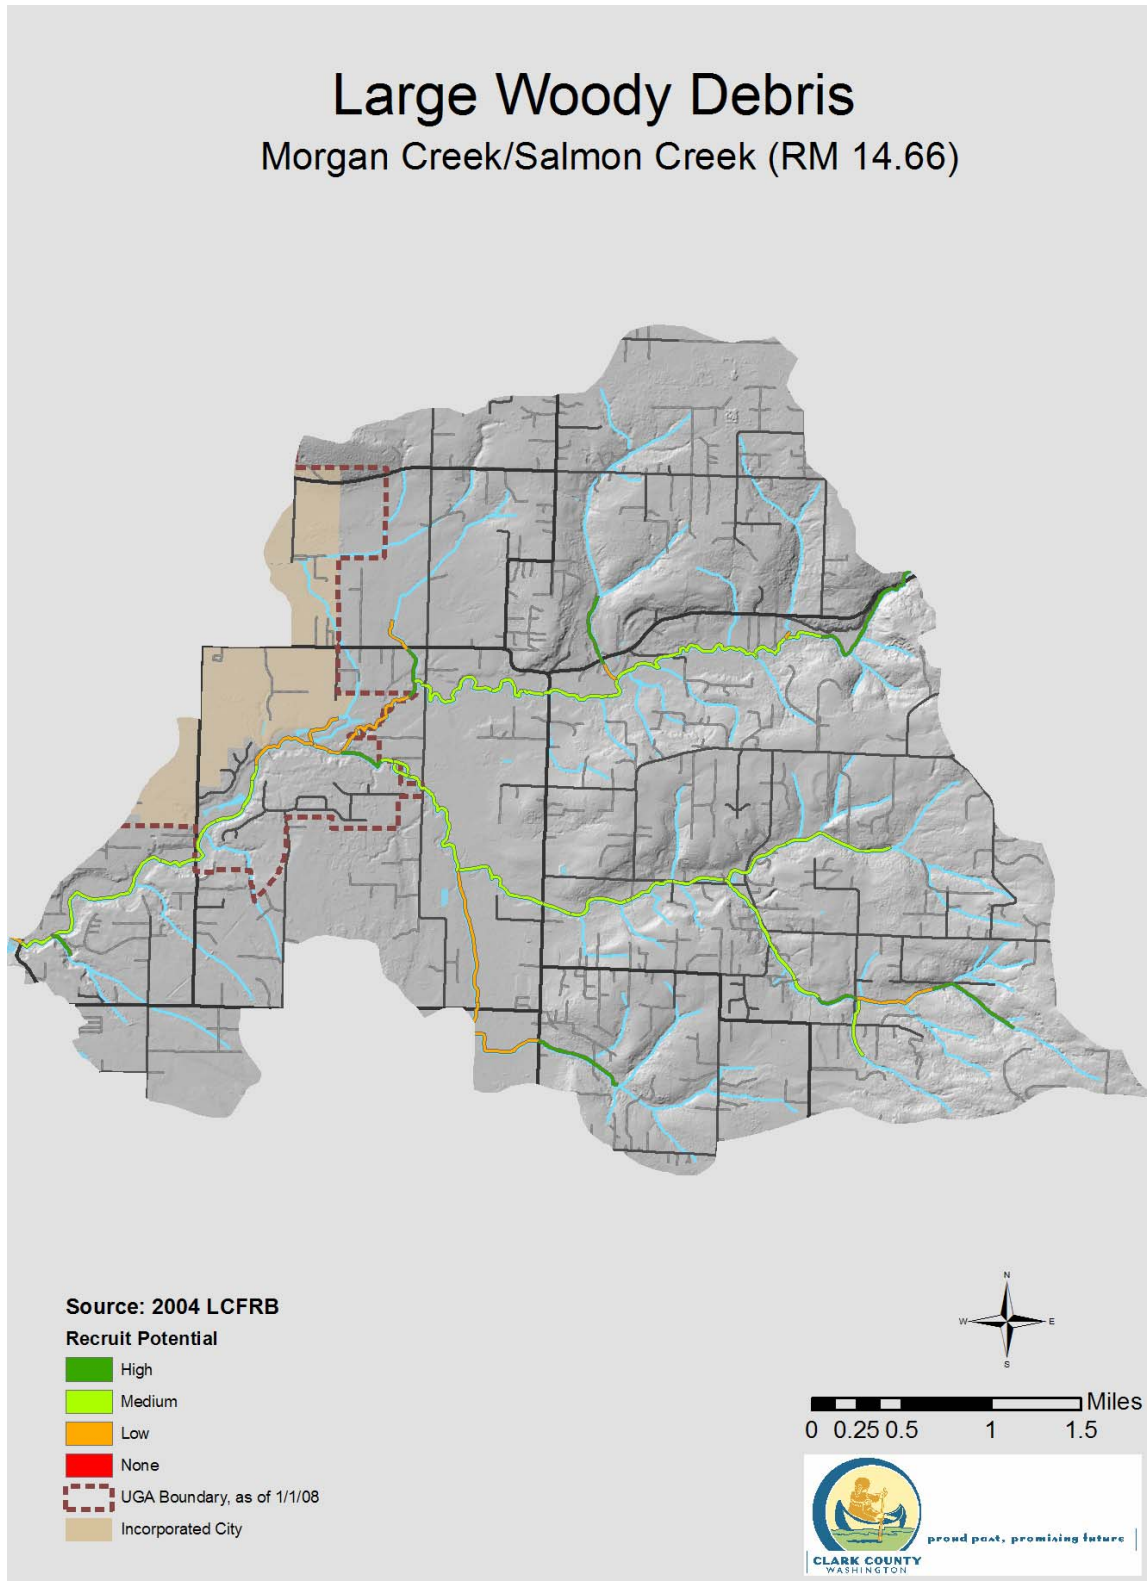 Large Woody Debris
Morgan Creek/Salmon Creek (RM 14.66)
Source: 2004 LCFRB
Recruit Potential
High
Medium
Low
None
UGA Boundary, as of 1/1/08
Incorporated City
N
W
E
S
Miles
0 0.25 0.5 1 1.5
proud past, promising future
CLARK COUNTY
WASHINGTON